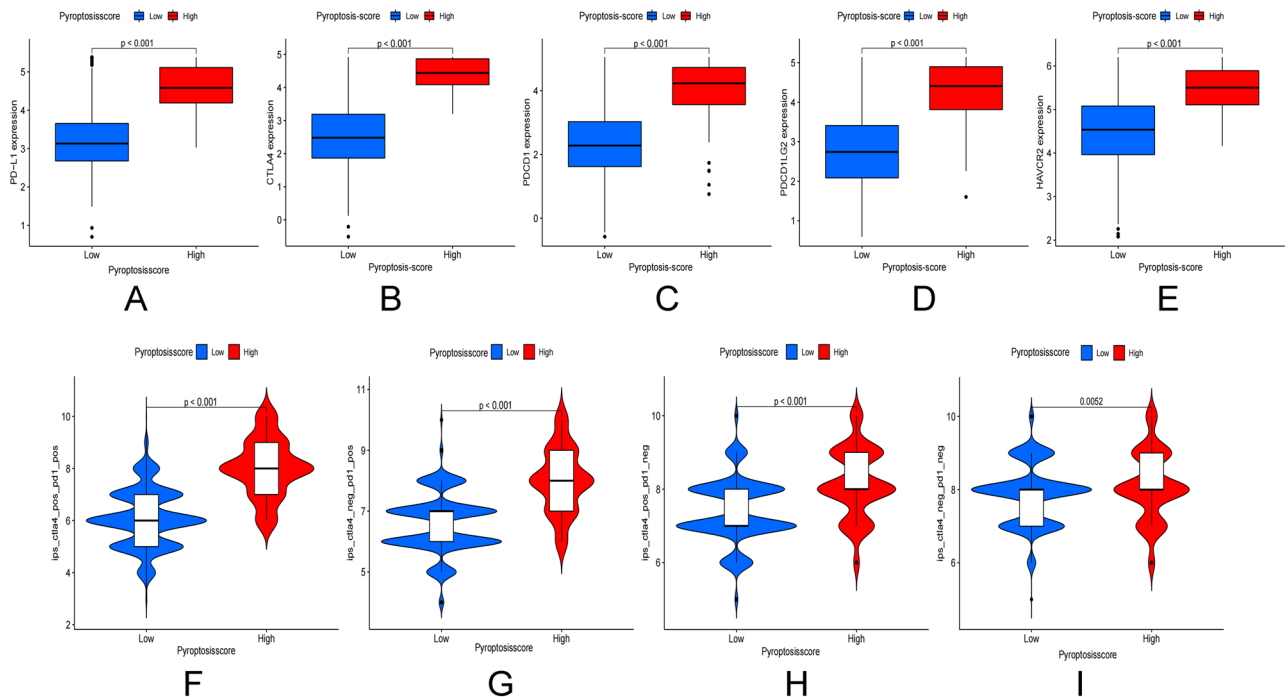 Pyroptosisscore Low High
p < 0.001
PD-L1 expression
5
4
3
2
1
Low High
Pyroptosisscore
A
Pyroptosis-score Low High
p < 0.001
CTLA4 expression
5
4
3
2
1
0
Low High
Pyroptosis-score
B
Pyroptosis-score Low High
p < 0.001
PDCD1 expression
4
2
0
Low High
Pyroptosis-score
C
Pyroptosis-score Low High
p < 0.001
PDCD1LG2 expression
5
4
3
2
1
Low High
Pyroptosis-score
D
Pyroptosis-score Low High
p < 0.001
HAVCR2 expression
6
5
4
3
2
Low High
Pyroptosis-score
E
Pyroptosisscore Low High
p < 0.001
ips_ctla4_pos_pd1_pos
10
8
6
4
2
Low High
Pyroptosisscore
F
Pyroptosisscore Low High
p < 0.001
ips_ctla4_neg_pd1_pos
11
9
7
5
Low High
Pyroptosisscore
G
Pyroptosisscore Low High
p < 0.001
ips_ctla4_pos_pd1_neg
10
8
6
Low High
Pyroptosisscore
H
Pyroptosisscore Low High
0.0052
ips_ctla4_neg_pd1_neg
10
8
6
Low High
Pyroptosisscore
I